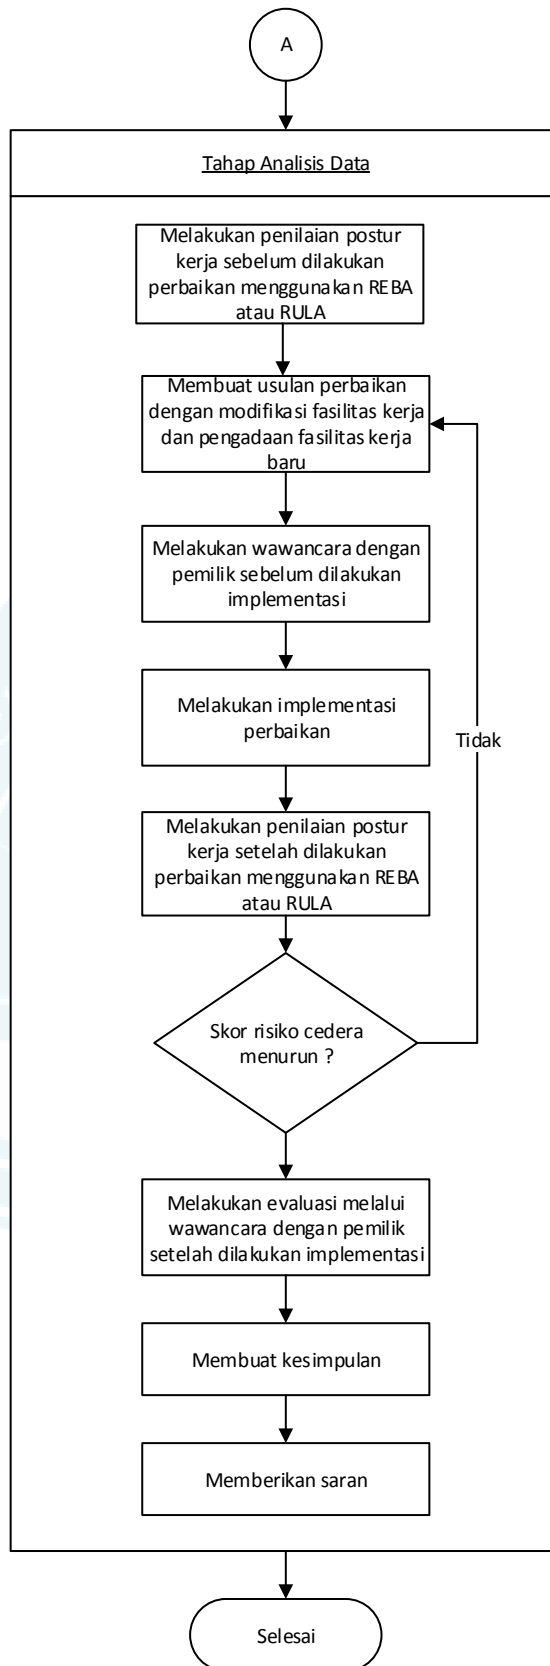 A
Tahap Analisis Data
Melakukan penilaian postur
kerja sebelum dilakukan
perbaikan menggunakan REBA
atau RULA
Membuat usulan perbaikan
dengan modifikasi fasilitas kerja
dan pengadaan fasilitas kerja
baru
Melakukan wawancara dengan
pemilik sebelum dilakukan
implementasi
Melakukan implementasi
perbaikan
Tidak
Melakukan penilaian postur
kerja setelah dilakukan
perbaikan menggunakan REBA
atau RULA
Skor risiko cedera
menurun ?
Melakukan evaluasi melalui
wawancara dengan pemilik
setelah dilakukan implementasi
Membuat kesimpulan
Memberikan saran
Selesai